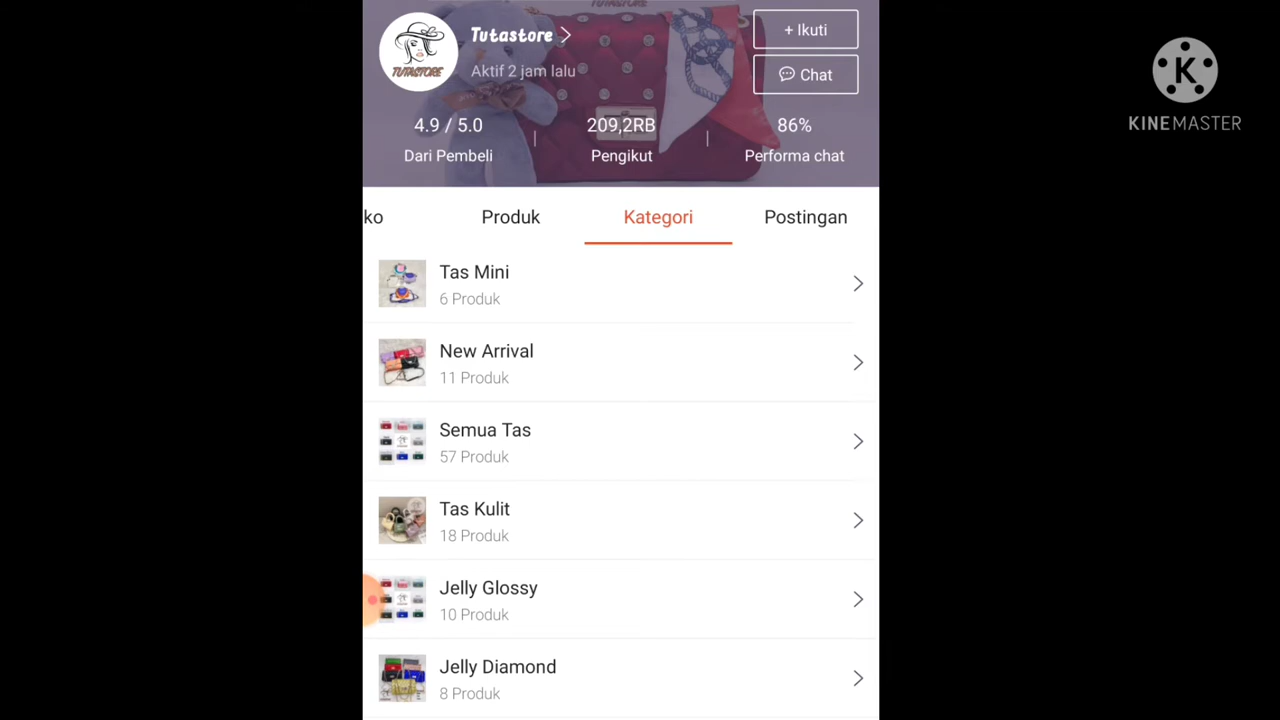 TUTASTORE
Tutastore
+ Ikuti
Aktif 2 jam lalu
Chat
TUTASTORE
4.9 / 5.0
209,2RB
86%
Dari Pembeli
Pengikut
Performa chat
KINEMASTER
ko
Produk
Kategori
Postingan
Tas Mini
6 Produk
New Arrival
11 Produk
Semua Tas
57 Produk
Tas Kulit
18 Produk
Jelly Glossy
10 Produk
Jelly Diamond
8 Produk